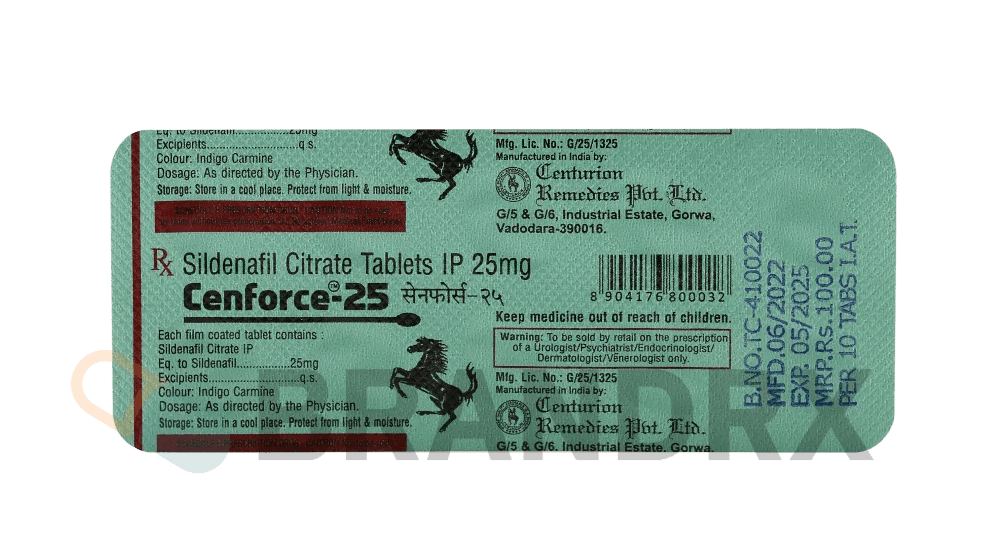 Eq. to Sildenafil................25mg
Excipients......................q.s.
Colour: Indigo Carmine
Dosage: As directed by the Physician.
Storage: Store in a cool place. Protect from light & moisture.
Mfg. Lic. No.: G/25/1325
Manufactured in India by:
Centurion
Remedies Pvt. Ltd.
G/5 & G/6, Industrial Estate, Gorwa,
Vadodara-390016.
Rx Sildenafil Citrate Tablets IP 25mg
Cenforce™-25 सेनफोर्स-२५
8 904176 800032
Keep medicine out of reach of children.
Warning: To be sold by retail on the prescription
of a Urologist/Psychiatrist/Endocrinologist/
Dermatologist/Venerologist only.
Each film coated tablet contains :
Sildenafil Citrate IP
Eq. to Sildenafil................25mg
Excipients......................q.s.
Colour: Indigo Carmine
Dosage: As directed by the Physician.
Storage: Store in a cool place. Protect from light & moisture.
Mfg. Lic. No.: G/25/1325
Manufactured in India by:
Centurion
Remedies Pvt. Ltd.
G/5 & G/6, Industrial Estate, Gorwa,
B.NO.TC-410022
MFD.06/2022
EXP. 05/2025
MRP.Rs.100.00
PER 10 TABS I.A.T.
BRANDRX